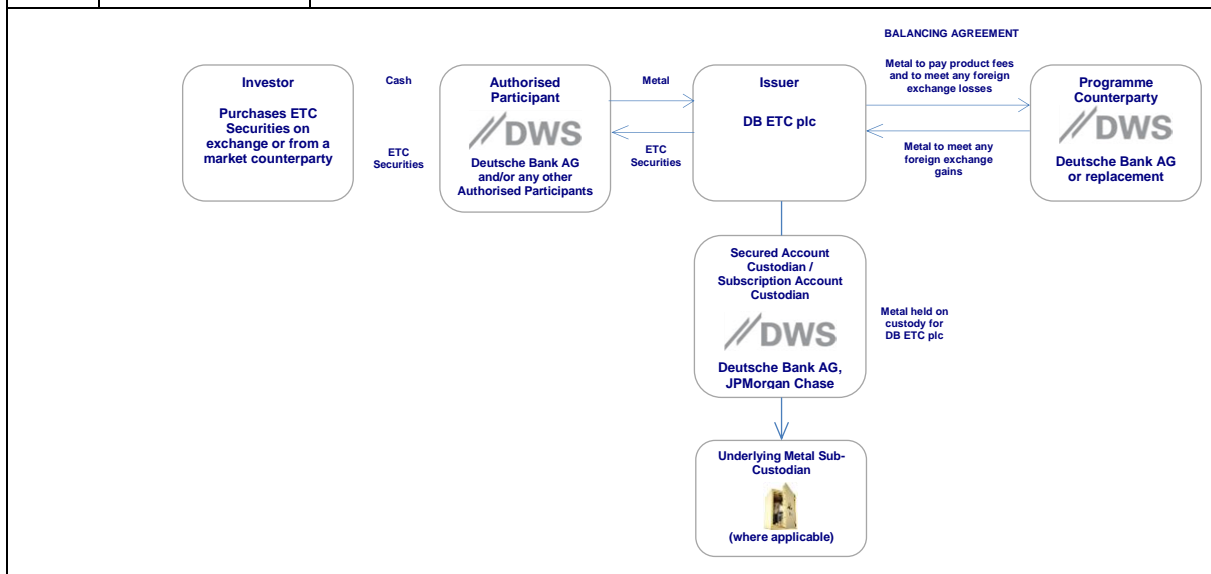 BALANCING AGREEMENT
Investor
Purchases ETC
Securities on
exchange or from a
market counterparty
Cash
ETC
Securities
Authorised
Participant
DWS
Deutsche Bank AG
and/or any other
Authorised Participants
Metal
ETC
Securities
Issuer
DB ETC plc
Metal to pay product fees
and to meet any foreign
exchange losses
Metal to meet any
foreign exchange
gains
Programme
Counterparty
DWS
Deutsche Bank AG
or replacement
Secured Account
Custodian /
Subscription Account
Custodian
DWS
Deutsche Bank AG,
JPMorgan Chase
Metal held on
custody for
DB ETC plc
Underlying Metal Sub-
Custodian
(where applicable)